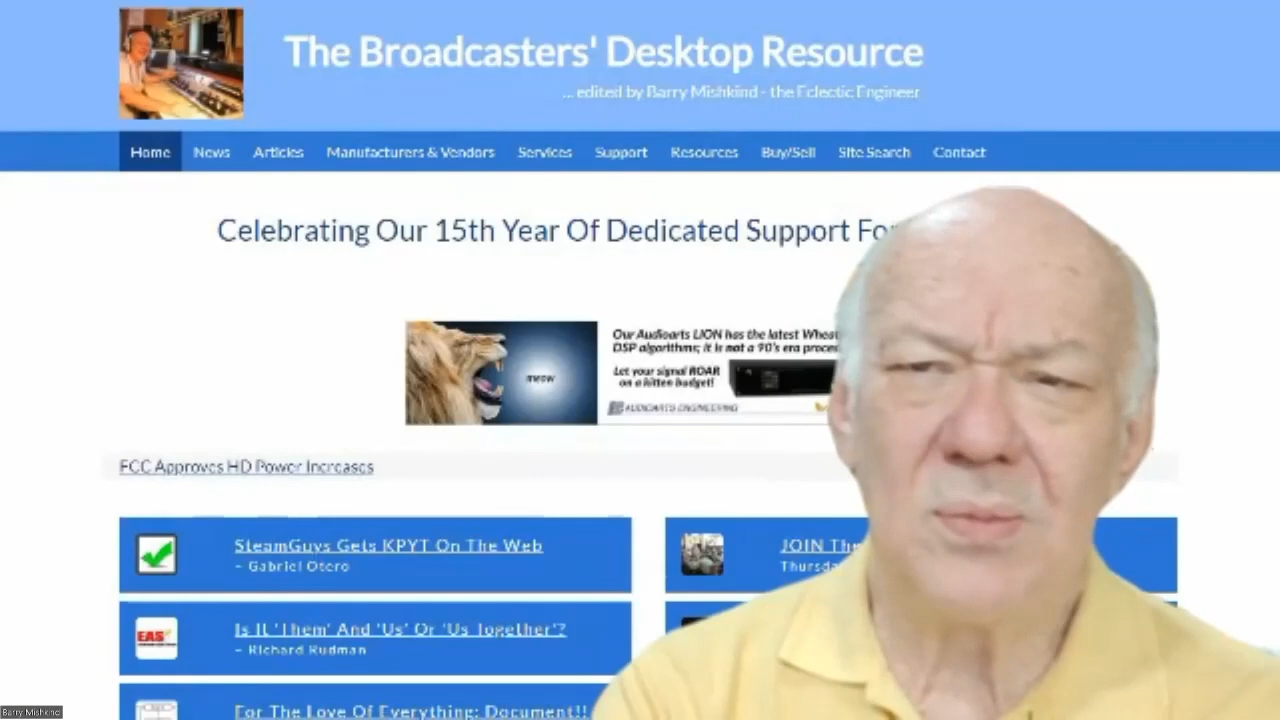 The Broadcasters' Desktop Resource
... edited by Barry Mishkind - the Eclectic Engineer
Home News Articles Manufacturers & Vendors Services Support Resources Buy/Sell Site Search Contact
Celebrating Our 15th Year Of Dedicated Support For
meow
Our Audioarts LION has the latest Wheat
DSP algorithms; it is not a 90's era proces
Let your signal ROAR
on a kitten budget!
AUDIOARTS ENGINEERING
FCC Approves HD Power Increases
SteamGuys Gets KPYT On The Web
– Gabriel Otero
JOIN The
Thursda
EAS
Is It 'Them' And 'Us' Or 'Us Together'?
– Richard Rudman
For The Love Of Everything: Document!!
Barry Mishkind